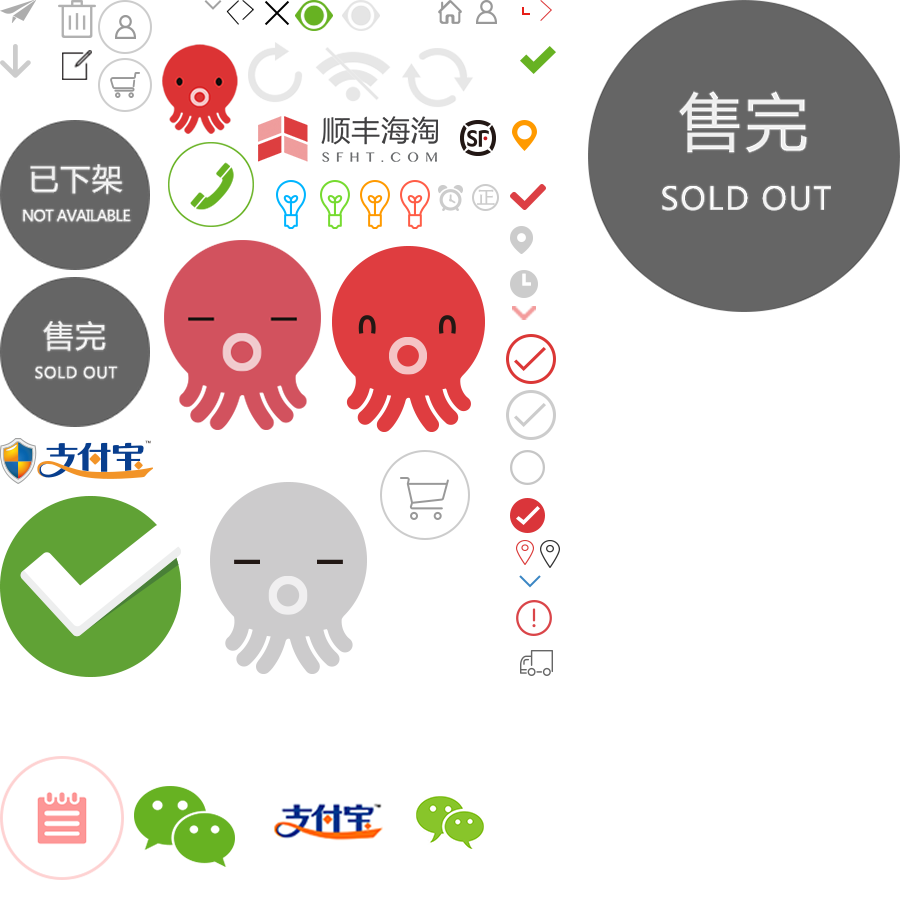 售完
SOLD OUT
顺丰海淘
SFHT.COM
SF
已下架
NOT AVAILABLE
正
售完
SOLD OUT
支付宝™
支付宝™